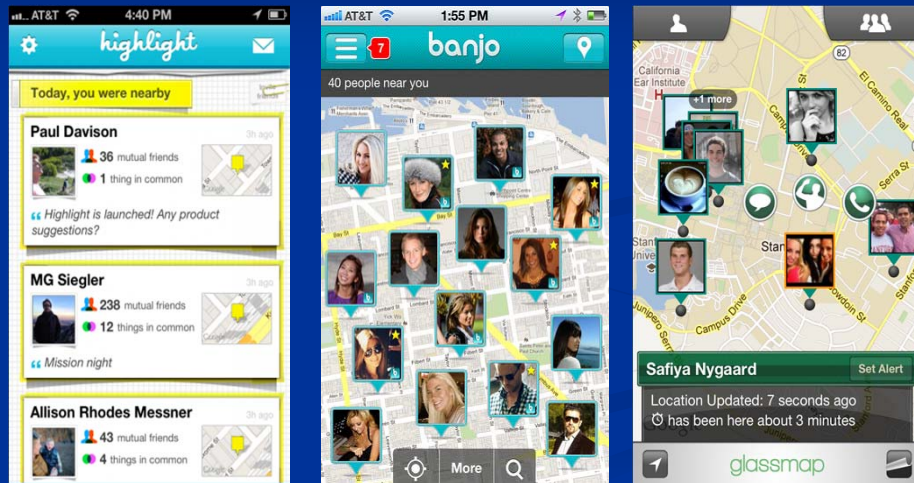 AT&T 4:40 PM
highlight
Today, you were nearby
Paul Davison 3h ago
36 mutual friends
1 thing in common
“ Highlight is launched! Any product
suggestions?
MG Siegler 3h ago
238 mutual friends
12 things in common
“ Mission night
Allison Rhodes Messner 3h ago
43 mutual friends
4 things in common
AT&T 1:55 PM
7
banjo
40 people near you
Bay St
Bay St
More
82
California
Ear Institute
H
+1 more
El Camino Real
Serra St
Campus Drive
Safiya Nygaard
Set Alert
Location Updated: 7 seconds ago
has been here about 3 minutes
glassmap